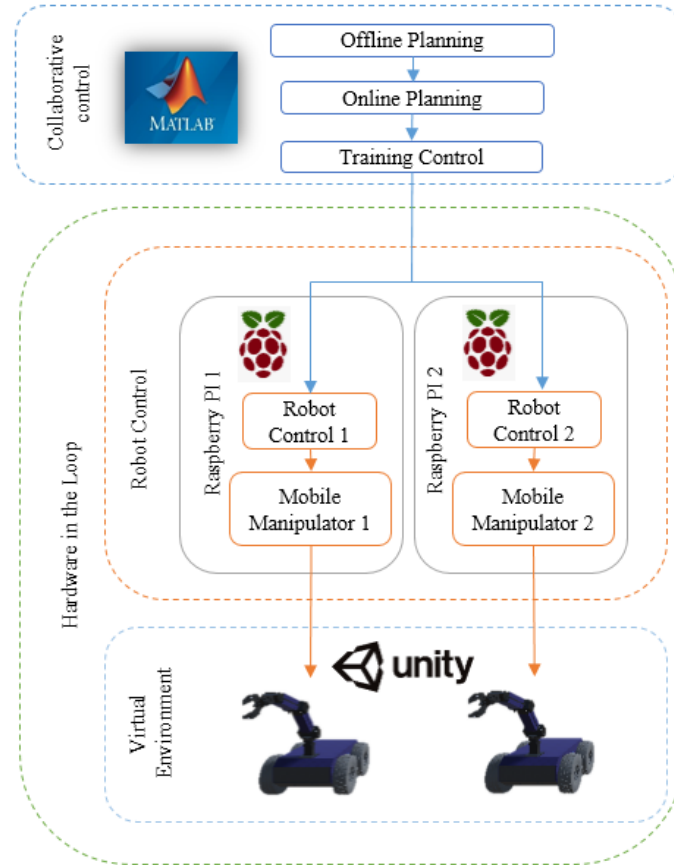 Collaborative
control
MATLAB
Offline Planning
Online Planning
Training Control
Hardware in the Loop
Robot Control
Raspberry PI 1
Robot
Control 1
Mobile
Manipulator 1
Raspberry PI 2
Robot
Control 2
Mobile
Manipulator 2
Virtual
Environment
unity